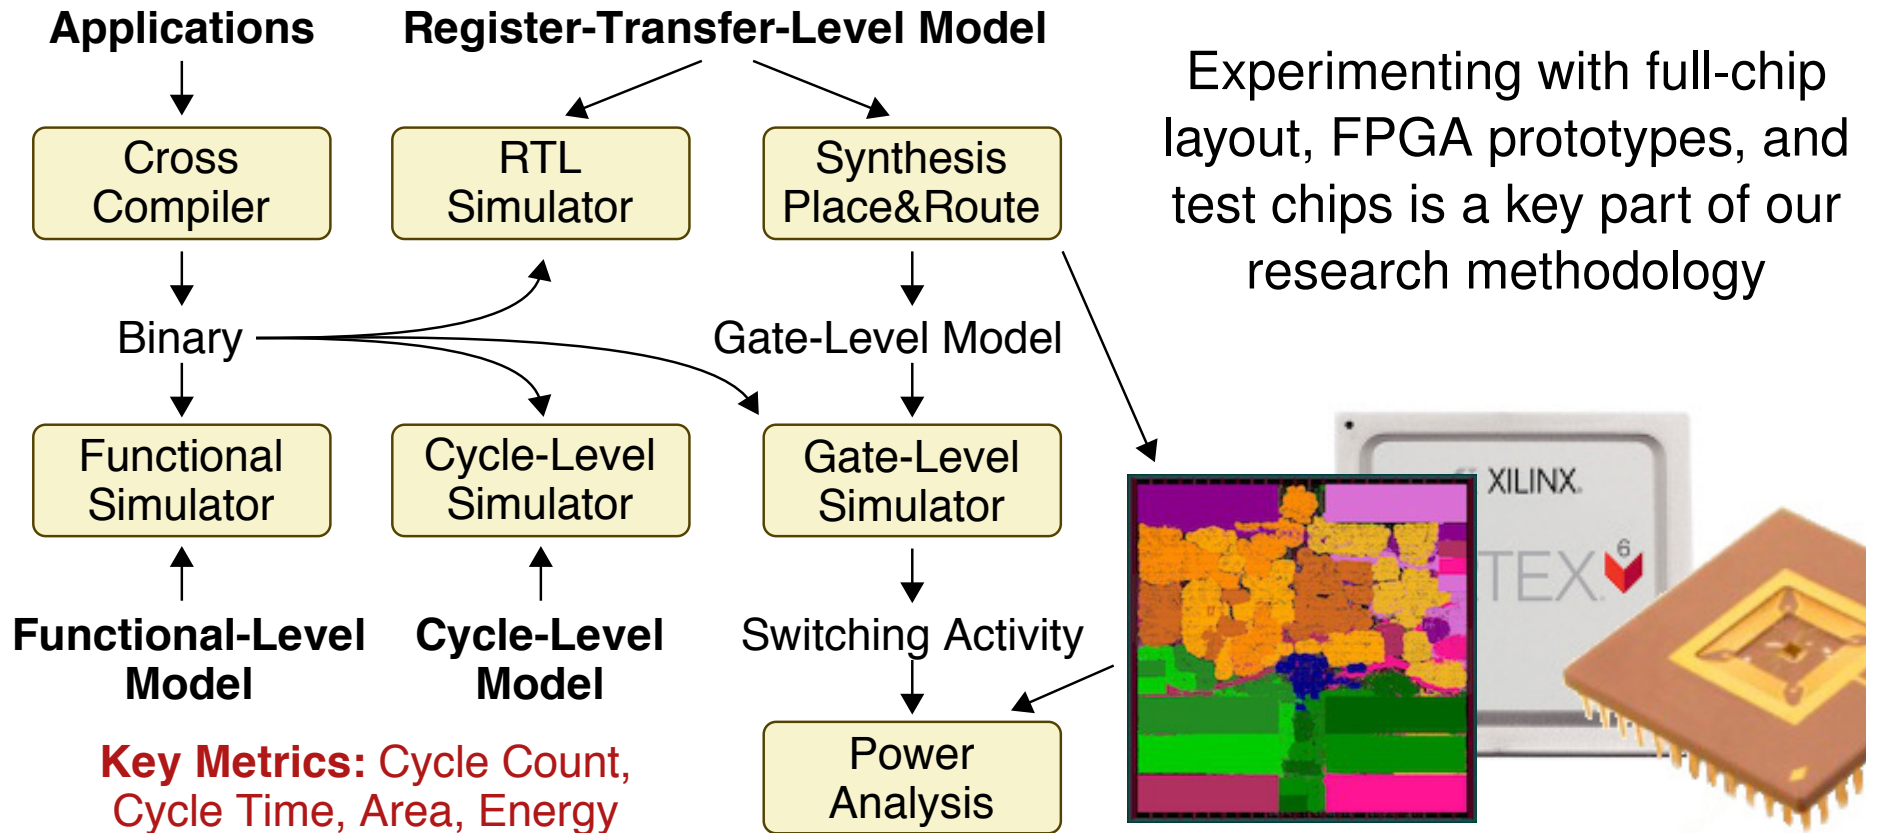 Applications
Register-Transfer-Level Model
Experimenting with full-chip
layout, FPGA prototypes, and
test chips is a key part of our
research methodology
Cross
Compiler
RTL
Simulator
Synthesis
Place&Route
Binary
Gate-Level Model
Functional
Simulator
Cycle-Level
Simulator
Gate-Level
Simulator
XILINX
TEX
6
Functional-Level
Model
Cycle-Level
Model
Switching Activity
Key Metrics: Cycle Count,
Cycle Time, Area, Energy
Power
Analysis